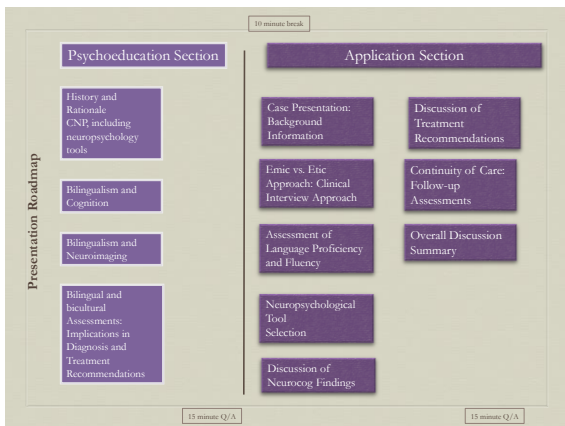 10 minute break
Psychoeducation Section
Application Section
Presentation Roadmap
History and
Rationale
CNP, including
neuropsychology
tools
Bilingualism and
Cognition
Bilingualism and
Neuroimaging
Bilingual and
bicultural
Assessments:
Implications in
Diagnosis and
Treatment
Recommendations
Case Presentation:
Background
Information
Emic vs. Etic
Approach: Clinical
Interview Approach
Assessment of
Language Proficiency
and Fluency
Neuropsychological
Tool
Selection
Discussion of
Neurocog Findings
Discussion of
Treatment
Recommendations
Continuity of Care:
Follow-up
Assessments
Overall Discussion
Summary
15 minute Q/A
15 minute Q/A